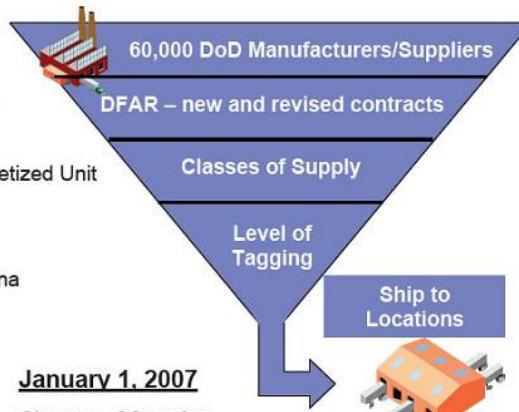 60,000 DoD Manufacturers/Suppliers
DFAR – new and revised contracts
Classes of Supply
etized Unit
Level of
Tagging
na
Ship to
Locations
January 1, 2007